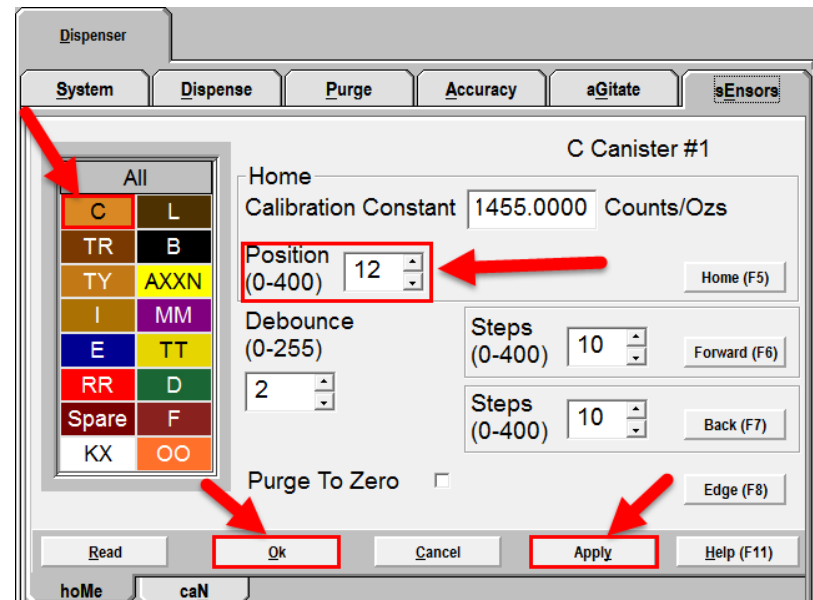 Dispenser
System Dispense Purge Accuracy aGitate sEnsors
C Canister #1
All
C L
TR B
TY AXXN
I MM
E TT
RR D
Spare F
KX OO
Home
Calibration Constant 1455.0000 Counts/Ozs
Position
(0-400) 12
Home (F5)
Debounce
(0-255)
2
Steps
(0-400) 10 Forward (F6)
Steps
(0-400) 10 Back (F7)
Purge To Zero
Edge (F8)
Read Ok Cancel Apply Help (F11)
hoMe caN